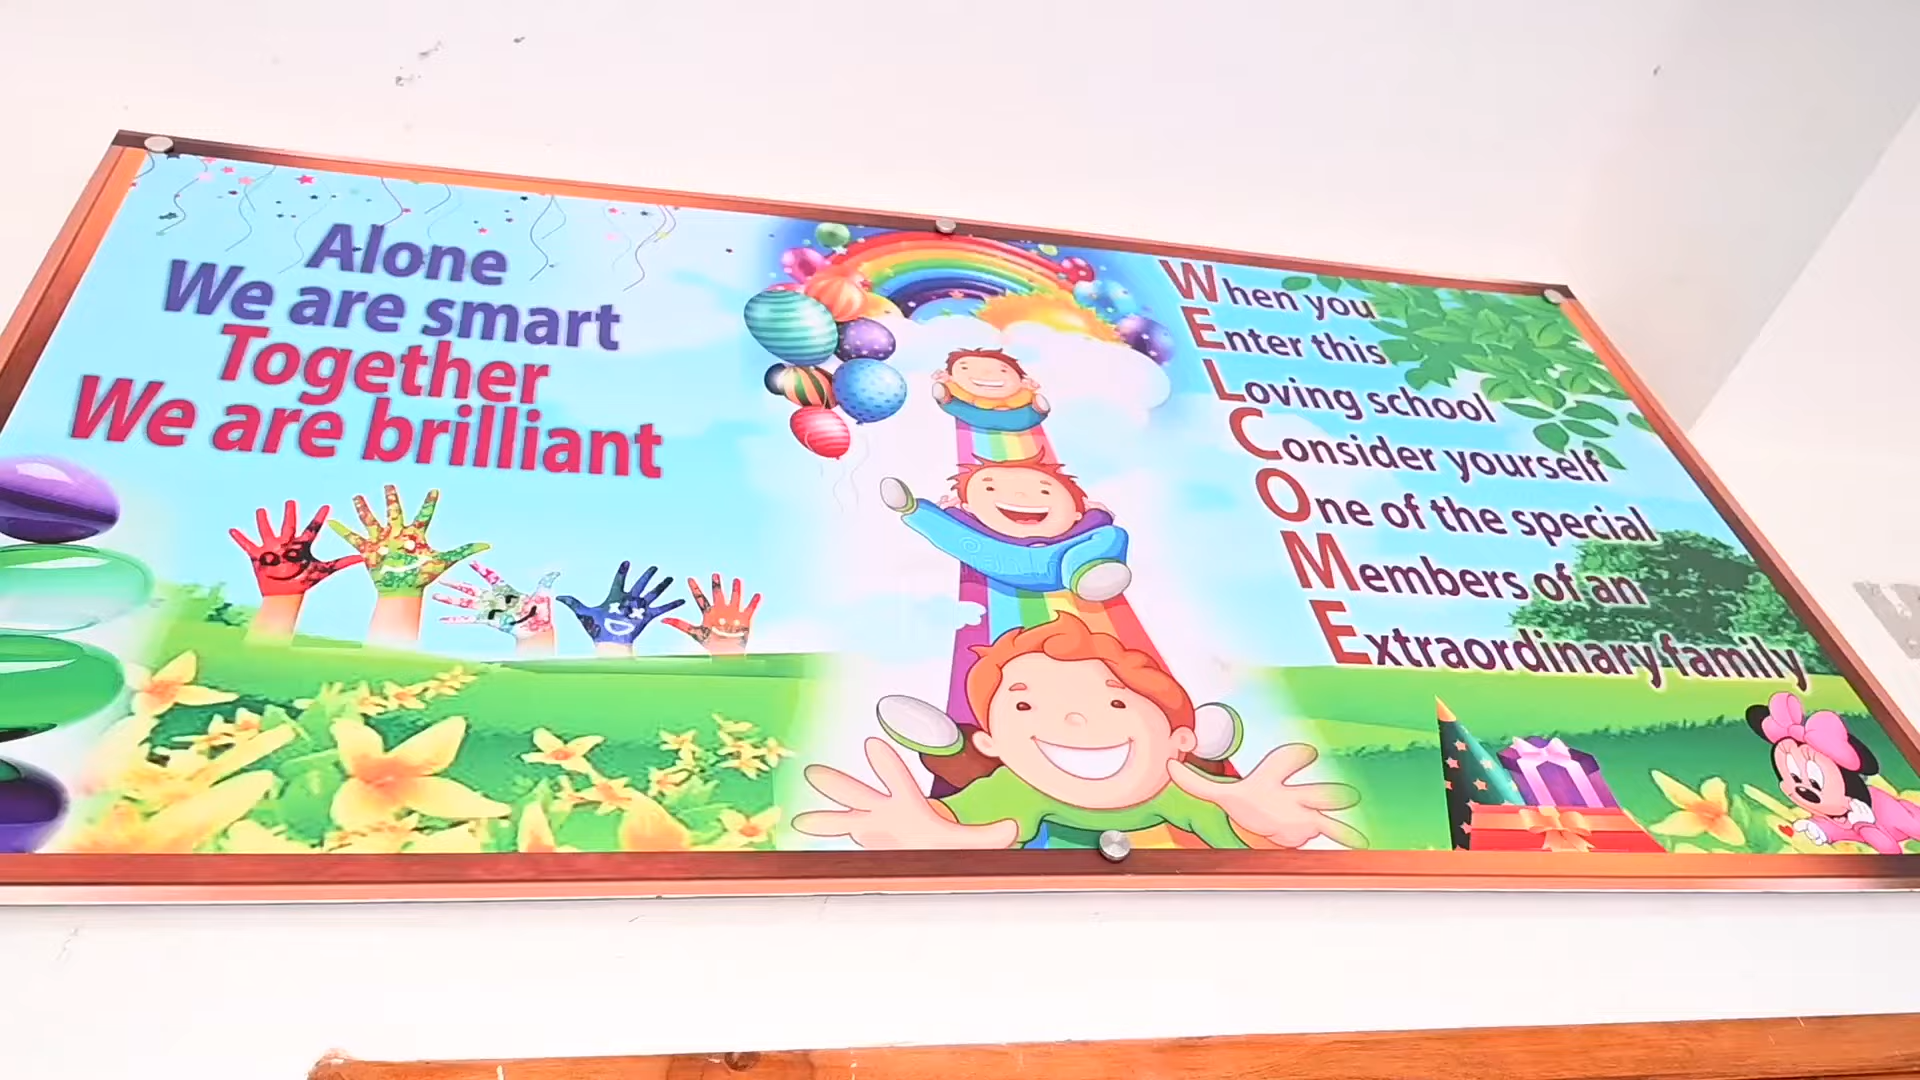 Alone
We are smart
Together
We are brilliant
When you
Enter this
Loving school
Consider yourself
One of the special
Members of an
Extraordinary family